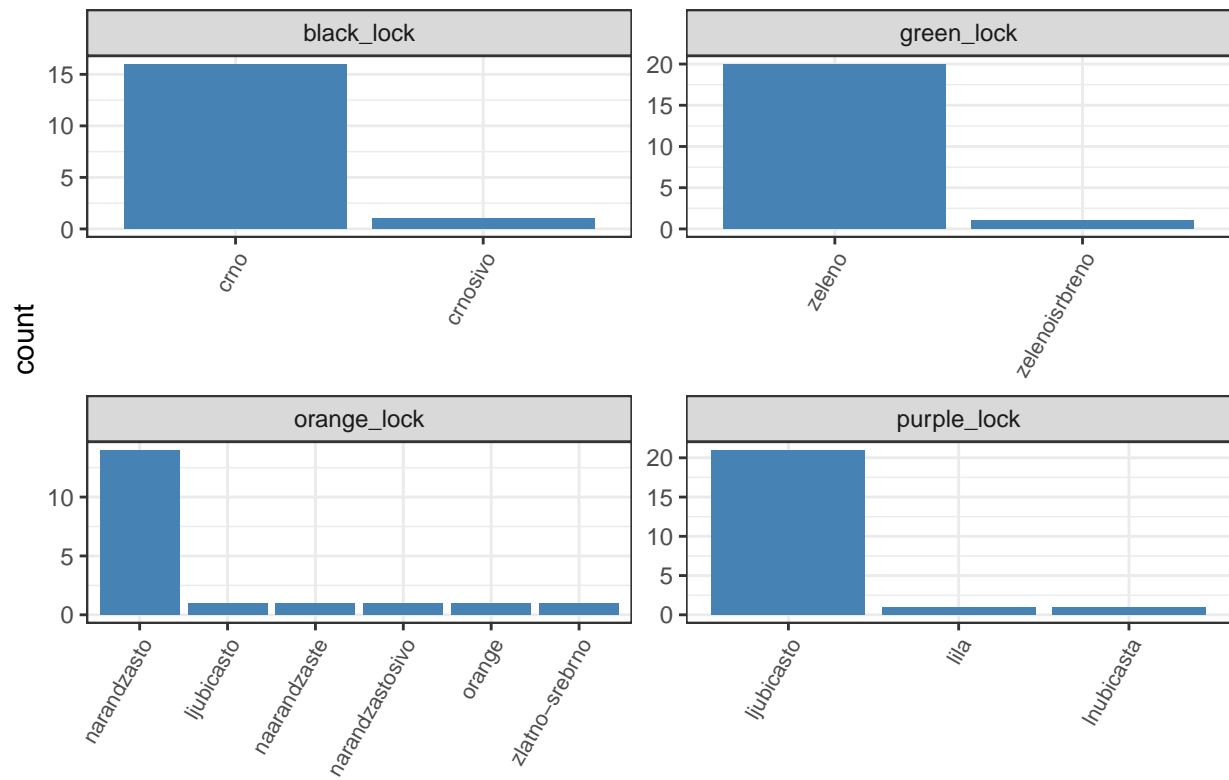 black_lock
15
10
5
0
crno
crnosivo
green_lock
20
15
10
5
0
zeleno
zelenoisrbreno
count
orange_lock
10
5
0
narandzasto
ljubicasto
naarandzaste
narandzastosivo
orange
zlatno−srebrno
purple_lock
20
15
10
5
0
ljubicasto
lila
lnubicasta